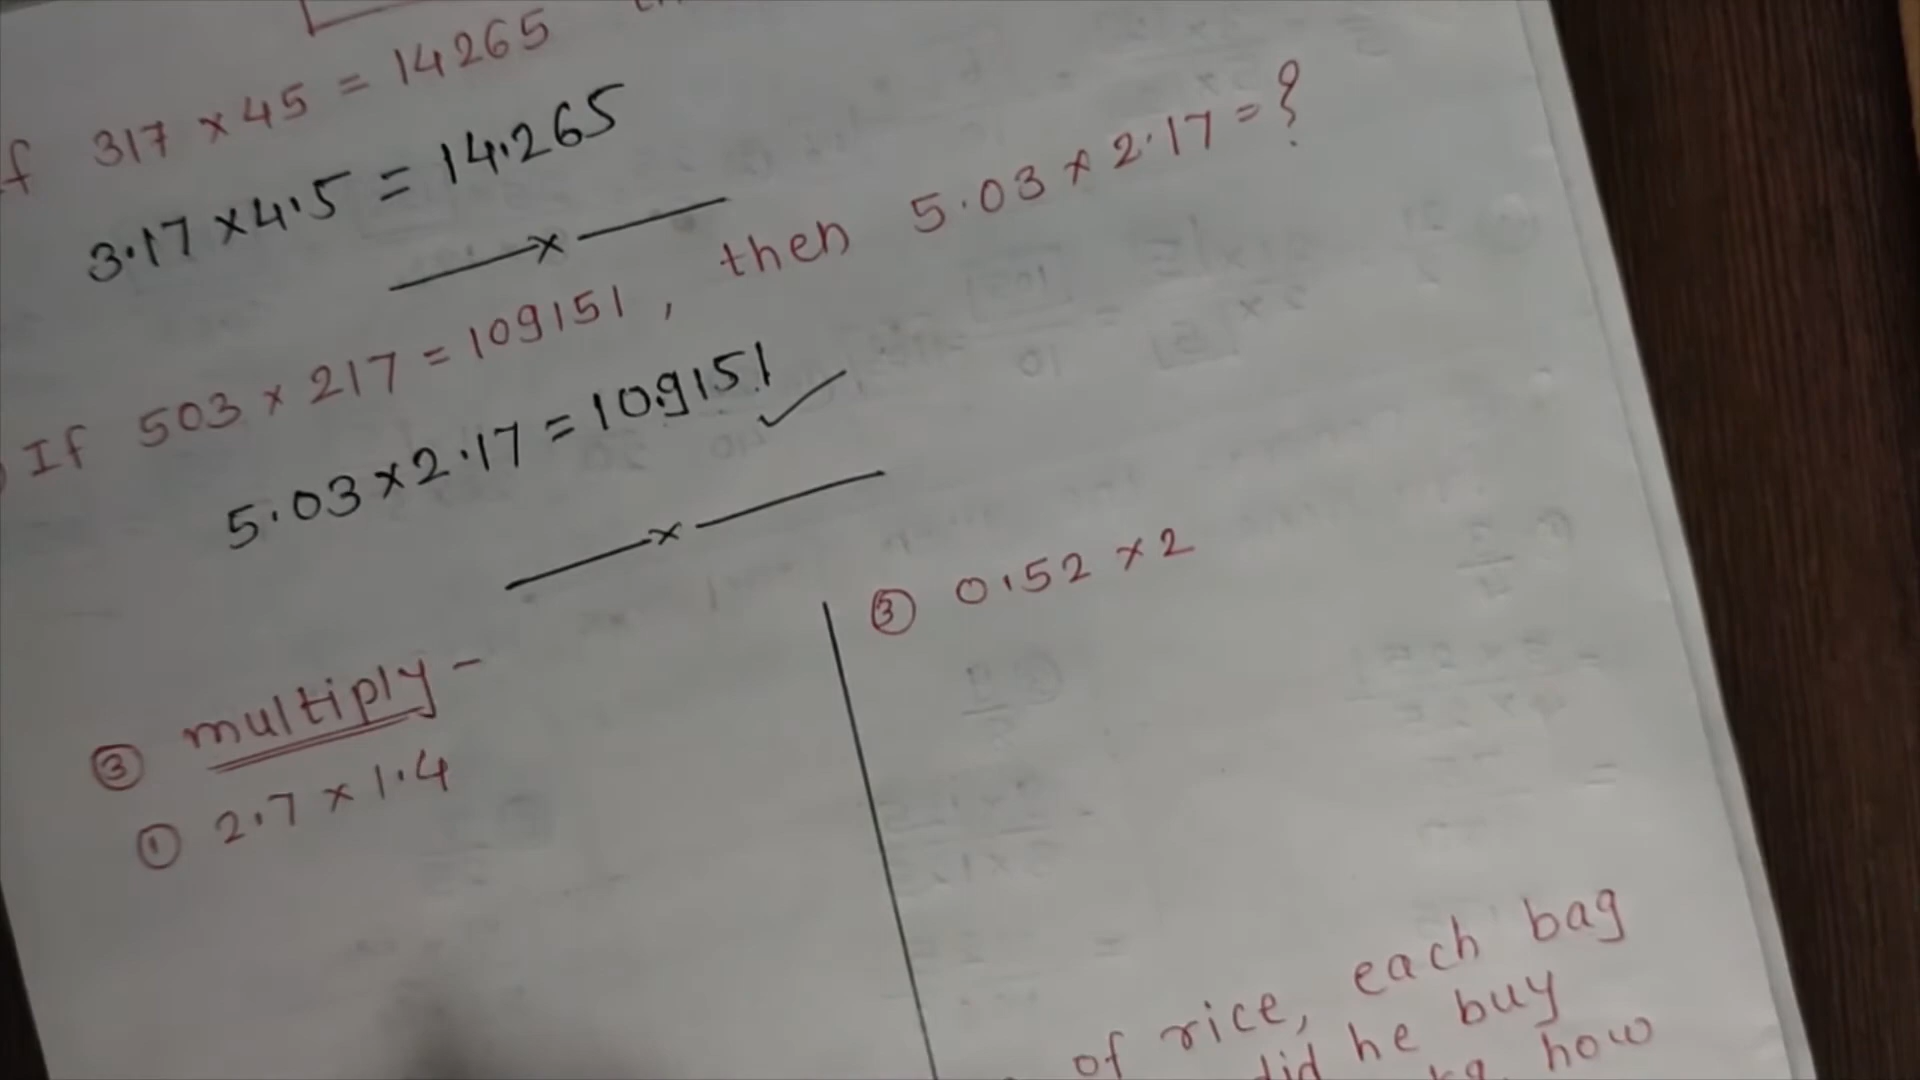 f 317 × 45 = 14265
3.17 × 4.5 = 14.265
——×——
If 503 × 217 = 109151, then 5.03 × 2.17 = ?
5.03 × 2.17 = 10.9151 ✓
——×——
③ multiply -
① 2.7 × 1.4
③ 0.52 × 2
of rice, each bag
did he buy
kg, how